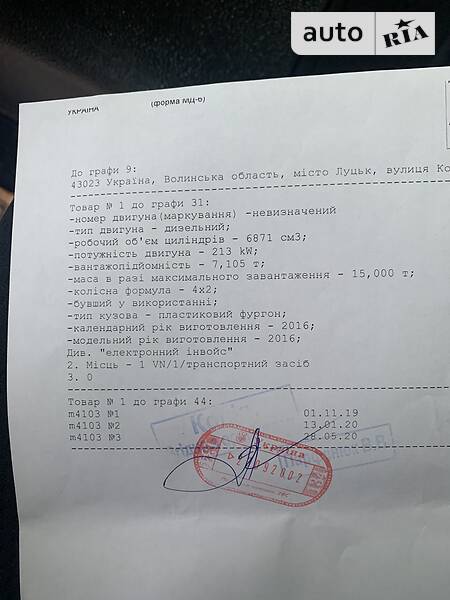 auto RIA
УКРАЇНА (форма МД-6)
До графи 9:
43023 Україна, Волинська область, місто Луцьк, вулиця
Товар № 1 до графи 31:
-номер двигуна(маркування) -невизначений
-тип двигуна - дизельний;
-робочий об'єм циліндрів - 6871 см3;
-потужність двигуна - 213 kW;
-вантажопідйомність - 7,105 т;
-маса в разі максимального завантаження - 15,000 т;
-колісна формула - 4x2;
-бувший у використанні;
-тип кузова - пластиковий фургон;
-календарний рік виготовлення - 2016;
-модельний рік виготовлення - 2016;
Див. "електронний інвойс"
2. Місць - 1 VN/1/транспортний засіб
3. 0
Товар № 1 до графи 44:
m4103 №1 01.11.19
m4103 №2 13.01.20
m4103 №3 28.05.20
Україна